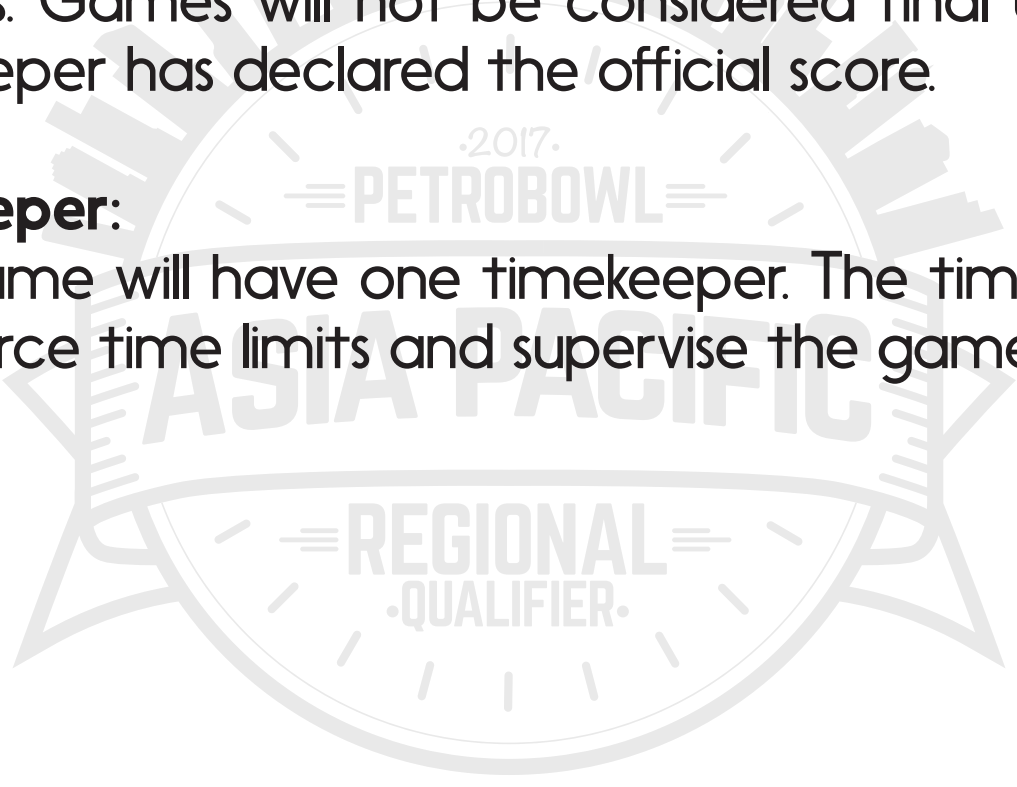 s. Games will not be considered final
eper has declared the official score.
·2017·
PETROBOWL
eper:
ame will have one timekeeper. The tim
rce time limits and supervise the game
ASIA PACIFIC
REGIONAL
·QUALIFIER·